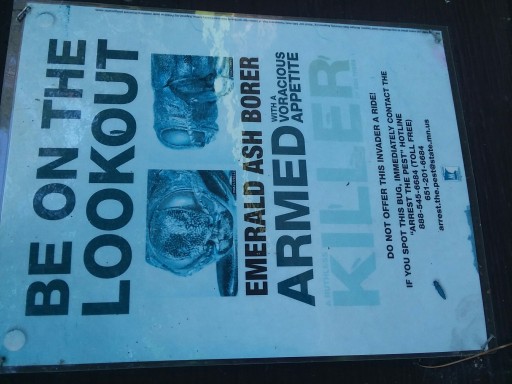 BE ON THE
LOOKOUT
EMERALD ASH BORER
ARMED WITH A
VORACIOUS
APPETITE
KILLER
DO NOT OFFER THIS INVADER A RIDE!
IF YOU SPOT THIS BUG, IMMEDIATELY CONTACT THE
"ARREST THE PEST" HOTLINE
888-545-6684 (TOLL FREE)
651-201-6684
arrest.the.pest@state.mn.us